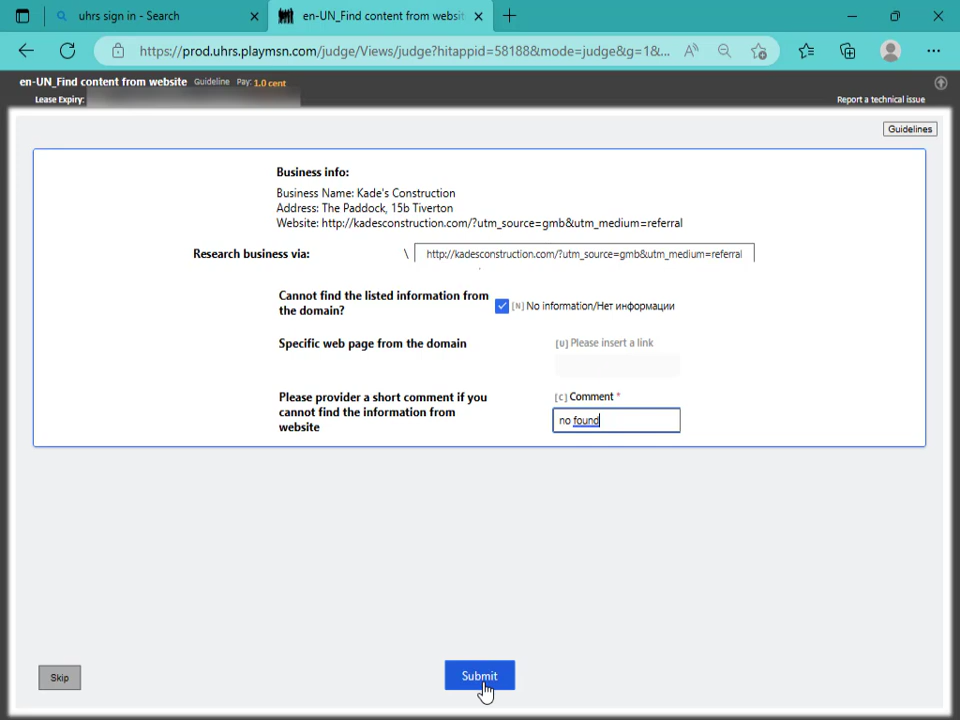 uhrs sign in - Search
en-UN_Find content from websit
https://prod.uhrs.playmsn.com/judge/Views/judge?hitappid=58188&mode=judge&g=1&...
en-UN_Find content from website Guideline Pay: 1.0 cent
Lease Expiry:
Report a technical issue
Guidelines
Business info:
Business Name: Kade's Construction
Address: The Paddock, 15b Tiverton
Website: http://kadesconstruction.com/?utm_source=gmb&utm_medium=referral
Research business via: \ http://kadesconstruction.com/?utm_source=gmb&utm_medium=referral
Cannot find the listed information from
the domain?
[N] No information/Нет информации
Specific web page from the domain
[U] Please insert a link
Please provider a short comment if you
cannot find the information from
website
[C] Comment *
no found
Skip
Submit